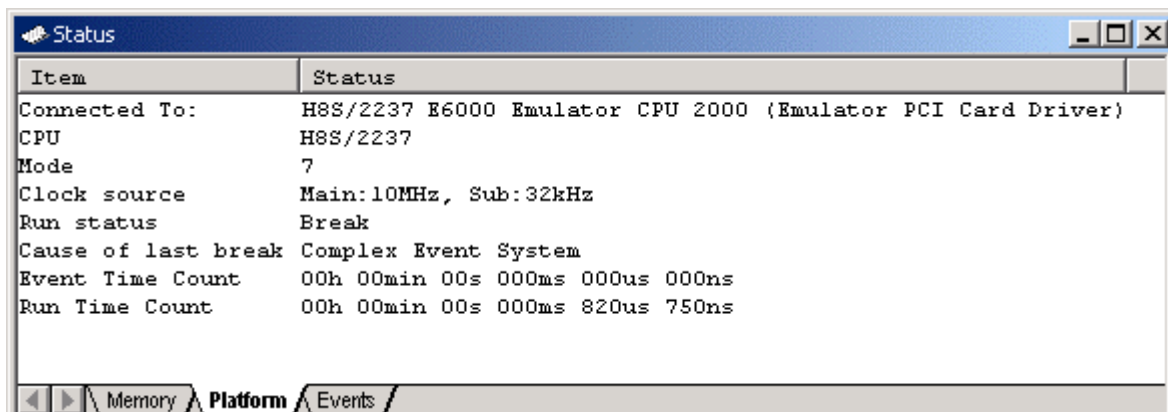 Status
Item Status
Connected To: H8S/2237 E6000 Emulator CPU 2000 (Emulator PCI Card Driver)
CPU H8S/2237
Mode 7
Clock source Main:10MHz, Sub:32kHz
Run status Break
Cause of last break Complex Event System
Event Time Count 00h 00min 00s 000ms 000us 000ns
Run Time Count 00h 00min 00s 000ms 820us 750ns
Memory Platform Events